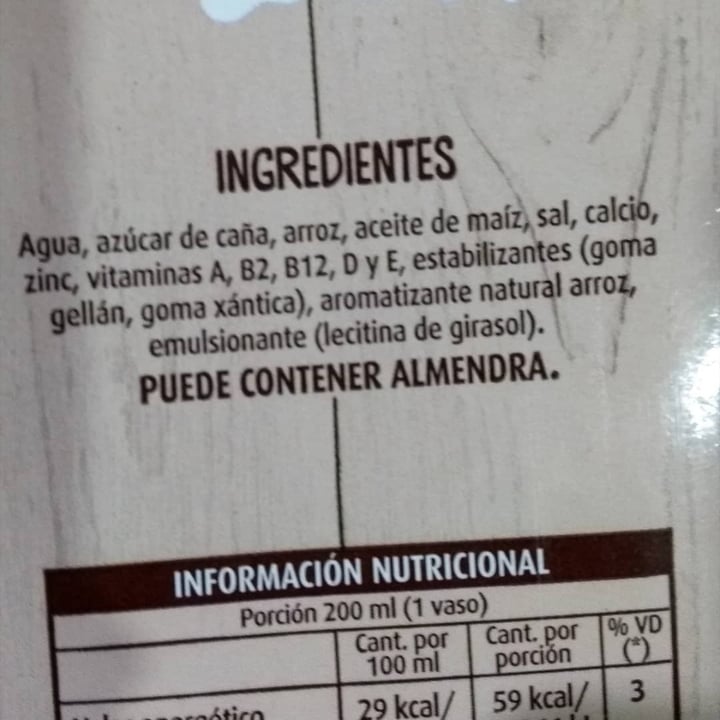 INGREDIENTES
Agua, azúcar de caña, arroz, aceite de maíz, sal, calcio,
zinc, vitaminas A, B2, B12, D y E, estabilizantes (goma
gellán, goma xántica), aromatizante natural arroz,
emulsionante (lecitina de girasol).
PUEDE CONTENER ALMENDRA.
INFORMACIÓN NUTRICIONAL
Porción 200 ml (1 vaso)
Cant. por 100 ml
Cant. por porción
% VD (*)
29 kcal/
59 kcal/
3